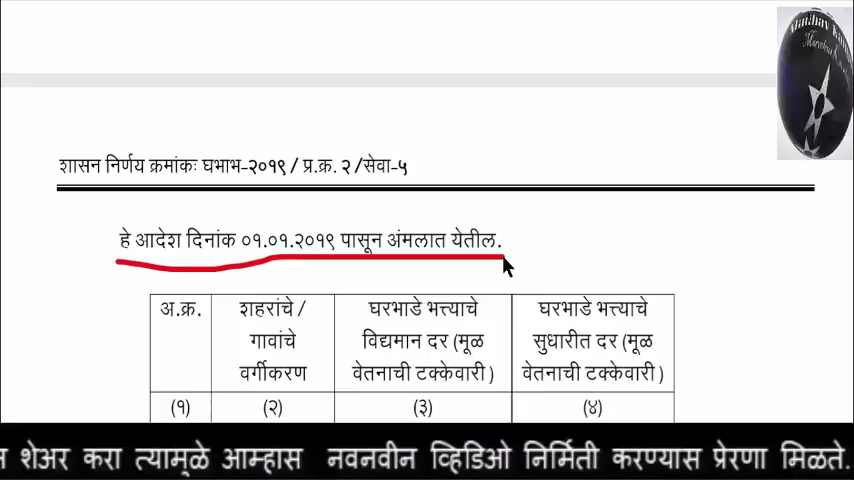 शासन निर्णय क्रमांकः घभाभ-२०१९ / प्र.क्र. २ /सेवा-५
हे आदेश दिनांक ०१.०१.२०१९ पासून अंमलात येतील.
अ.क्र. शहरांचे / गावांचे वर्गीकरण घरभाडे भत्त्याचे विद्यमान दर (मूळ वेतनाची टक्केवारी ) घरभाडे भत्त्याचे सुधारीत दर (मूळ वेतनाची टक्केवारी )
(१) (२) (३) (४)
शेअर करा त्यामुळे आम्हास नवनवीन व्हिडिओ निर्मिती करण्यास प्रेरणा मिळते.